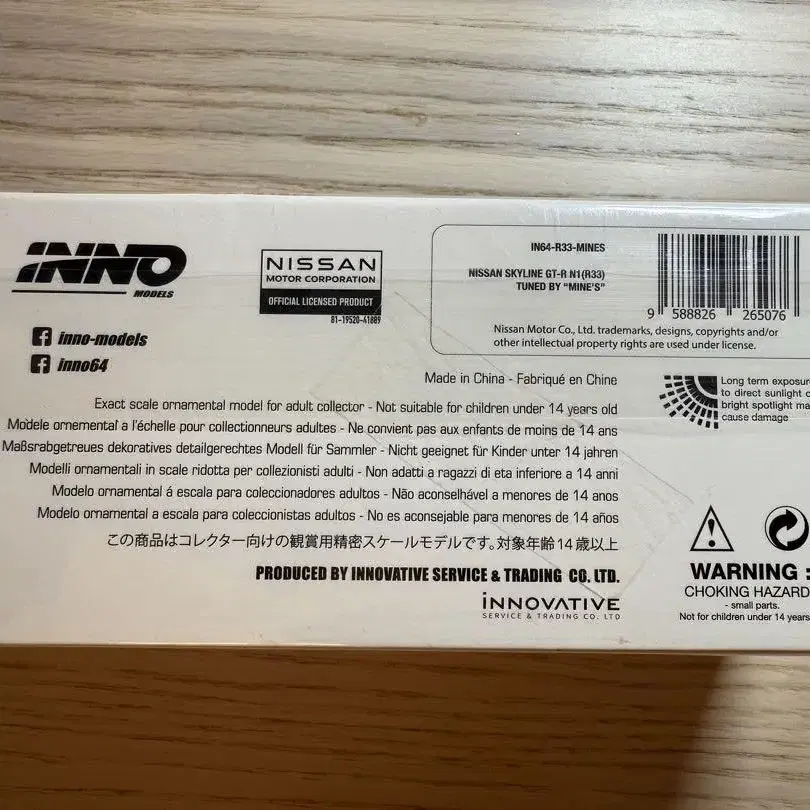 INNO
MODELS
inno-models
inno64
NISSAN
MOTOR CORPORATION
OFFICIAL LICENSED PRODUCT
81-19520-41889
IN64-R33-MINES
NISSAN SKYLINE GT-R N1(R33)
TUNED BY “MINE'S”
9 588826 265076
Nissan Motor Co., Ltd. trademarks, designs, copyrights and/or
other intellectual property rights are used under license.
Made in China - Fabriqué en Chine
Exact scale ornamental model for adult collector - Not suitable for children under 14 years old
Modèle ornemental a l'échelle pour collectionneurs adultes - Ne convient pas aux enfants de moins de 14 ans
Maßsrabgetreues dekoratives detailgerechtes Modell für Sammler - Nicht geeignet für Kinder unter 14 jahren
Modelli ornamentali in scale ridotta per collezionisti adulti - Non adatti a ragazzi di eta inferiore a 14 anni
Modelo ornamental á escala para coleccionadores adultos - Não aconselhável a menores de 14 anos
Modelo ornamental a escala para coleccionistas adultos - No es aconsejable para menores de 14 años
この商品はコレクター向けの観賞用精密スケールモデルです。対象年齢14歳以上
PRODUCED BY INNOVATIVE SERVICE & TRADING CO. LTD.
INNOVATIVE
SERVICE & TRADING CO. LTD
Long term exposur
to direct sunlight o
bright spotlight ma
cause damage
WARNING :
CHOKING HAZARD
- small parts.
Not for children under 14 years